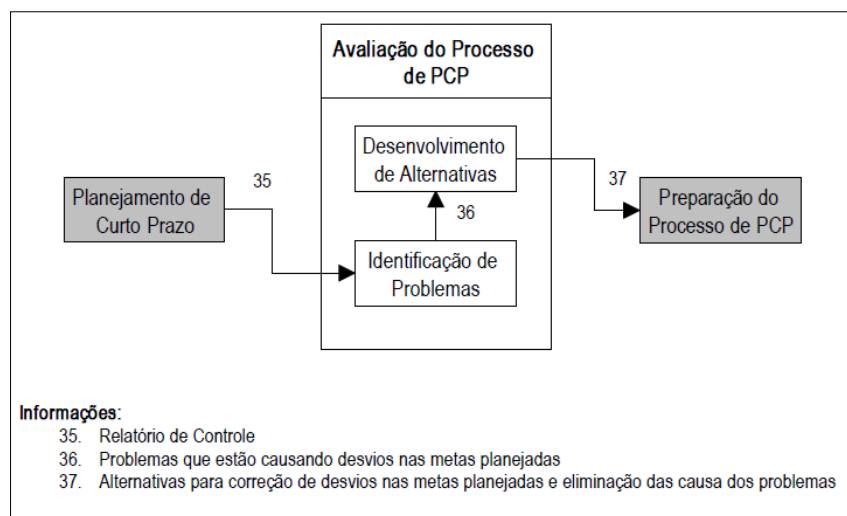 Avaliação do Processo
de PCP
Desenvolvimento
de Alternativas
35
37
Planejamento de
Curto Prazo
Preparação do
Processo de PCP
36
Identificação de
Problemas
Informações:
35. Relatório de Controle
36. Problemas que estão causando desvios nas metas planejadas
37. Alternativas para correção de desvios nas metas planejadas e eliminação das causa dos problemas